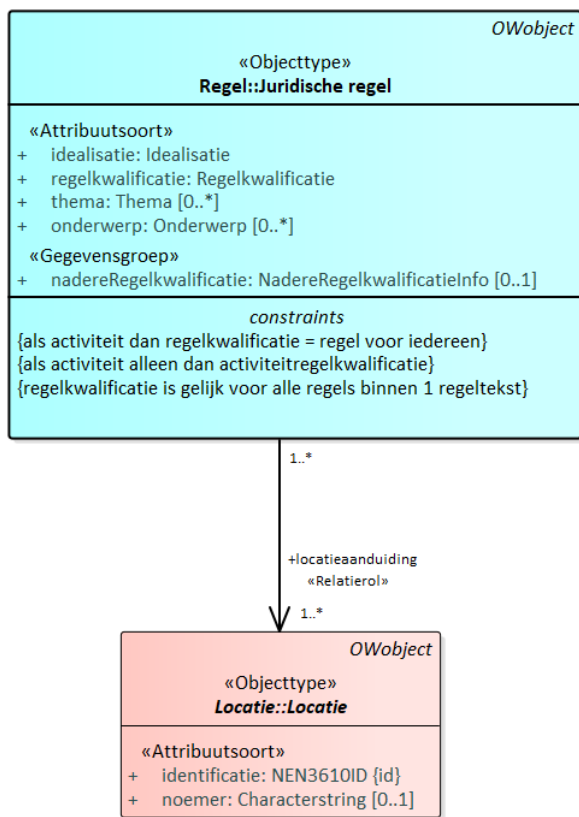 OWobject
«Objecttype»
Regel::Juridische regel
«Attribuutsoort»
+ idealisatie: Idealisatie
+ regelkwalificatie: Regelkwalificatie
+ thema: Thema [0..*]
+ onderwerp: Onderwerp [0..*]
«Gegevensgroep»
+ nadereRegelkwalificatie: NadereRegelkwalificatieInfo [0..1]
constraints
{als activiteit dan regelkwalificatie = regel voor iedereen}
{als activiteit alleen dan activiteitregelkwalificatie}
{regelkwalificatie is gelijk voor alle regels binnen 1 regeltekst}
1..*
+locatieaanduiding
«Relatierol»
1..*
OWobject
«Objecttype»
Locatie::Locatie
«Attribuutsoort»
+ identificatie: NEN3610ID {id}
+ noemer: Characterstring [0..1]